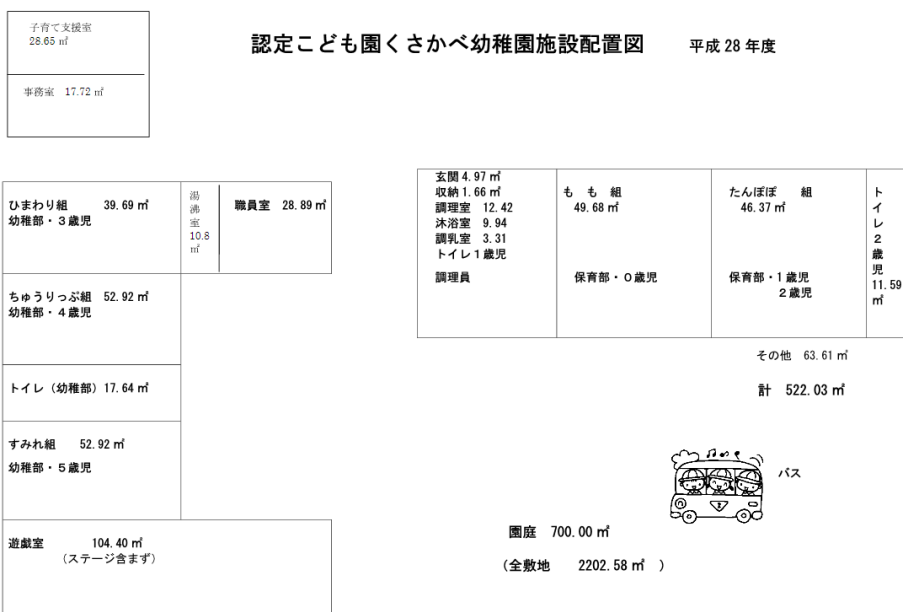 子育て支援室
28.65 ㎡
事務室 17.72 ㎡
認定こども園くさかべ幼稚園施設配置図 平成 28 年度
ひまわり組 39.69 ㎡
幼稚部・3歳児
湯沸室10.8㎡
職員室 28.89 ㎡
ちゅうりっぷ組 52.92 ㎡
幼稚部・4歳児
トイレ（幼稚部）17.64 ㎡
すみれ組 52.92 ㎡
幼稚部・5歳児
遊戯室 104.40 ㎡
（ステージ含まず）
玄関 4.97 ㎡
収納 1.66 ㎡
調理室 12.42
沐浴室 9.94
調乳室 3.31
トイレ1歳児
調理員
も も 組
49.68 ㎡
保育部・0歳児
たんぽぽ 組
46.37 ㎡
保育部・1歳児
2歳児
トイレ2歳児11.59㎡
その他 63.61 ㎡
計 522.03 ㎡
バス
園庭 700.00 ㎡
（全敷地 2202.58 ㎡ ）